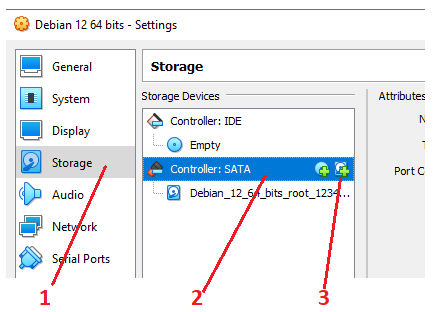 Debian 12 64 bits - Settings
General
System
Display
Storage
Audio
Network
Serial Ports
Storage
Storage Devices
Controller: IDE
Empty
Controller: SATA
Debian_12_64_bits_root_1234...
Attributes
N
T
Port C
1
2
3